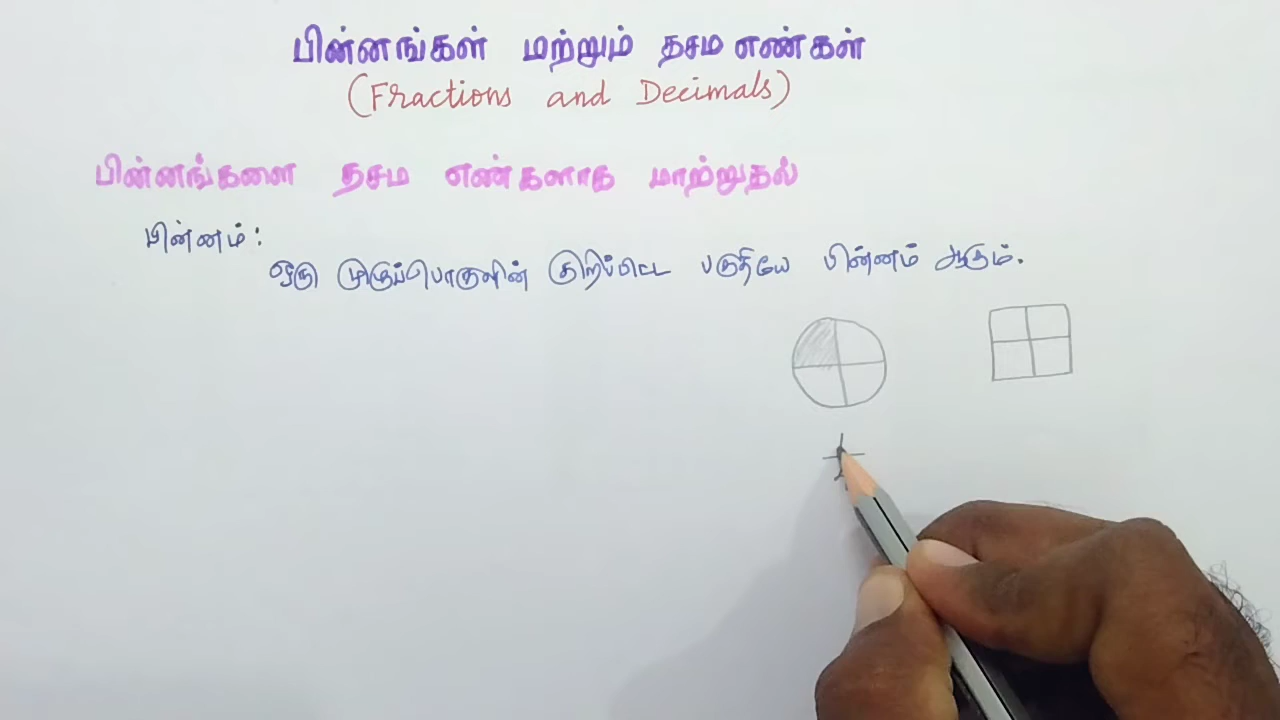 பின்னங்கள் மற்றும் தசம எண்கள்
(Fractions and Decimals)
பின்னங்களை தசம எண்களாக மாற்றுதல்
பின்னம் :
ஒரு முழுப்பொருளின் குறிப்பிட்ட பகுதியே பின்னம் ஆகும்.